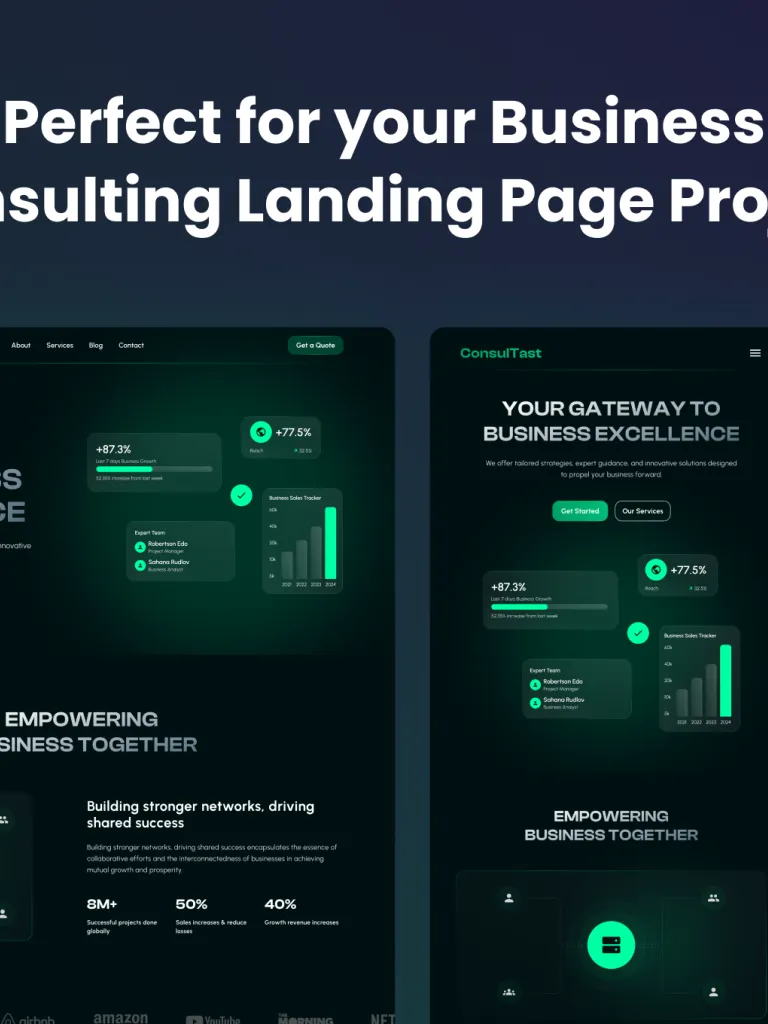 Perfect for your Business
nsulting Landing Page Pro
About Services Blog Contact
Get a Quote
+87.3%
Last 7 days Business Growth
52.35% increase from last week
+77.5%
Reach
32.5%
Business Sales Tracker
60k
40k
20k
10k
5k
2021 2022 2023 2024
Expert Team
Robertson Edo
Project Manager
Sahana Rudlov
Business Analyst
SS
CE
nnovative
EMPOWERING
SINESS TOGETHER
Building stronger networks, driving
shared success
Building stronger networks, driving shared success encapsulates the essence of
collaborative efforts and the interconnectedness of businesses in achieving
mutual growth and prosperity.
8M+
Successful projects done
globally
50%
Sales increases & reduce
losses
40%
Growth revenue increases
airbnb
amazon
YouTube
THE
MORNING
NET
ConsulTast
YOUR GATEWAY TO
BUSINESS EXCELLENCE
We offer tailored strategies, expert guidance, and innovative solutions designed
to propel your business forward.
Get Started
Our Services
+87.3%
Last 7 days Business Growth
52.35% increase from last week
+77.5%
Reach
32.5%
Business Sales Tracker
60k
40k
20k
10k
5k
2021 2022 2023 2024
Expert Team
Robertson Edo
Project Manager
Sahana Rudlov
Business Analyst
EMPOWERING
BUSINESS TOGETHER